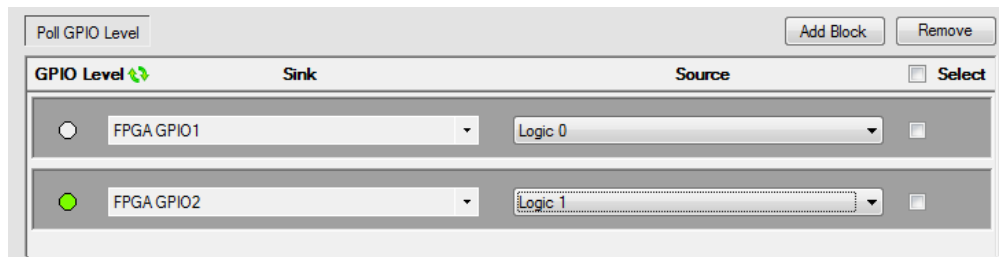 Poll GPIO Level Add Block Remove
GPIO Level Sink Source Select
FPGA GPIO1 Logic 0
FPGA GPIO2 Logic 1